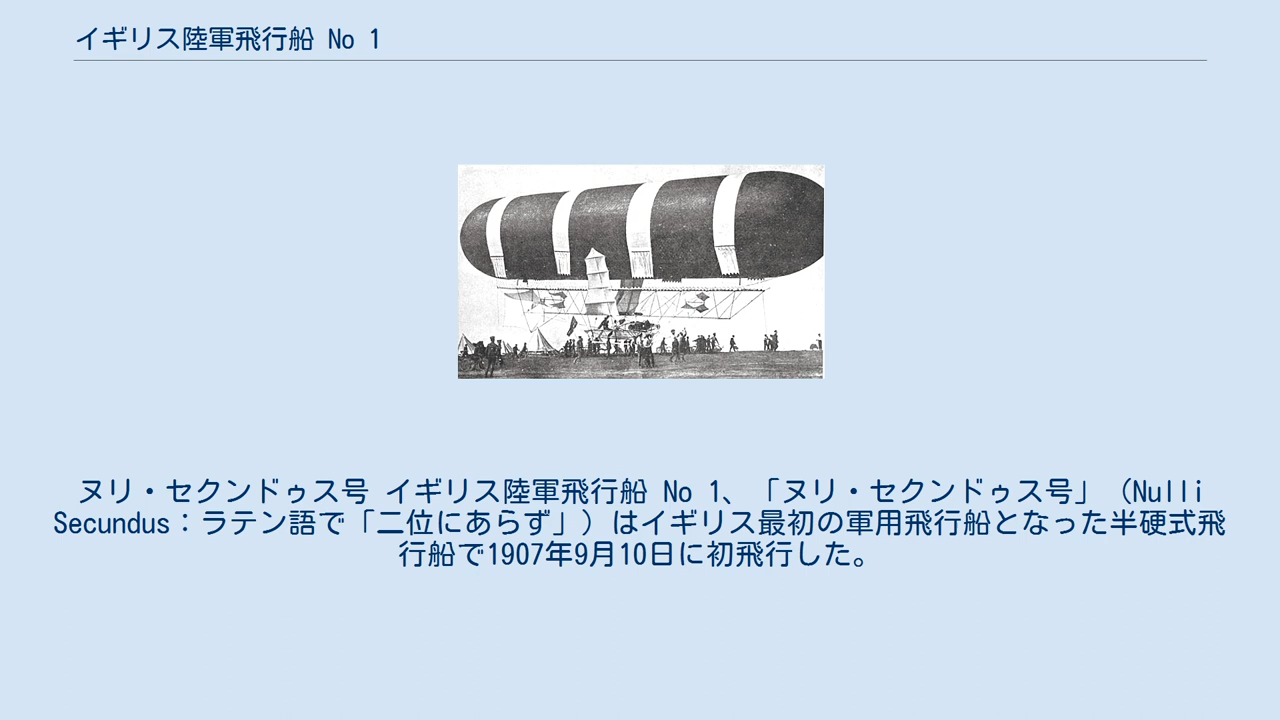 イギリス陸軍飛行船 No 1
ヌリ・セクンドゥス号 イギリス陸軍飛行船 No 1、「ヌリ・セクンドゥス号」（Nulli
Secundus：ラテン語で「二位にあらず」）はイギリス最初の軍用飛行船となった半硬式飛
行船で1907年9月10日に初飛行した。